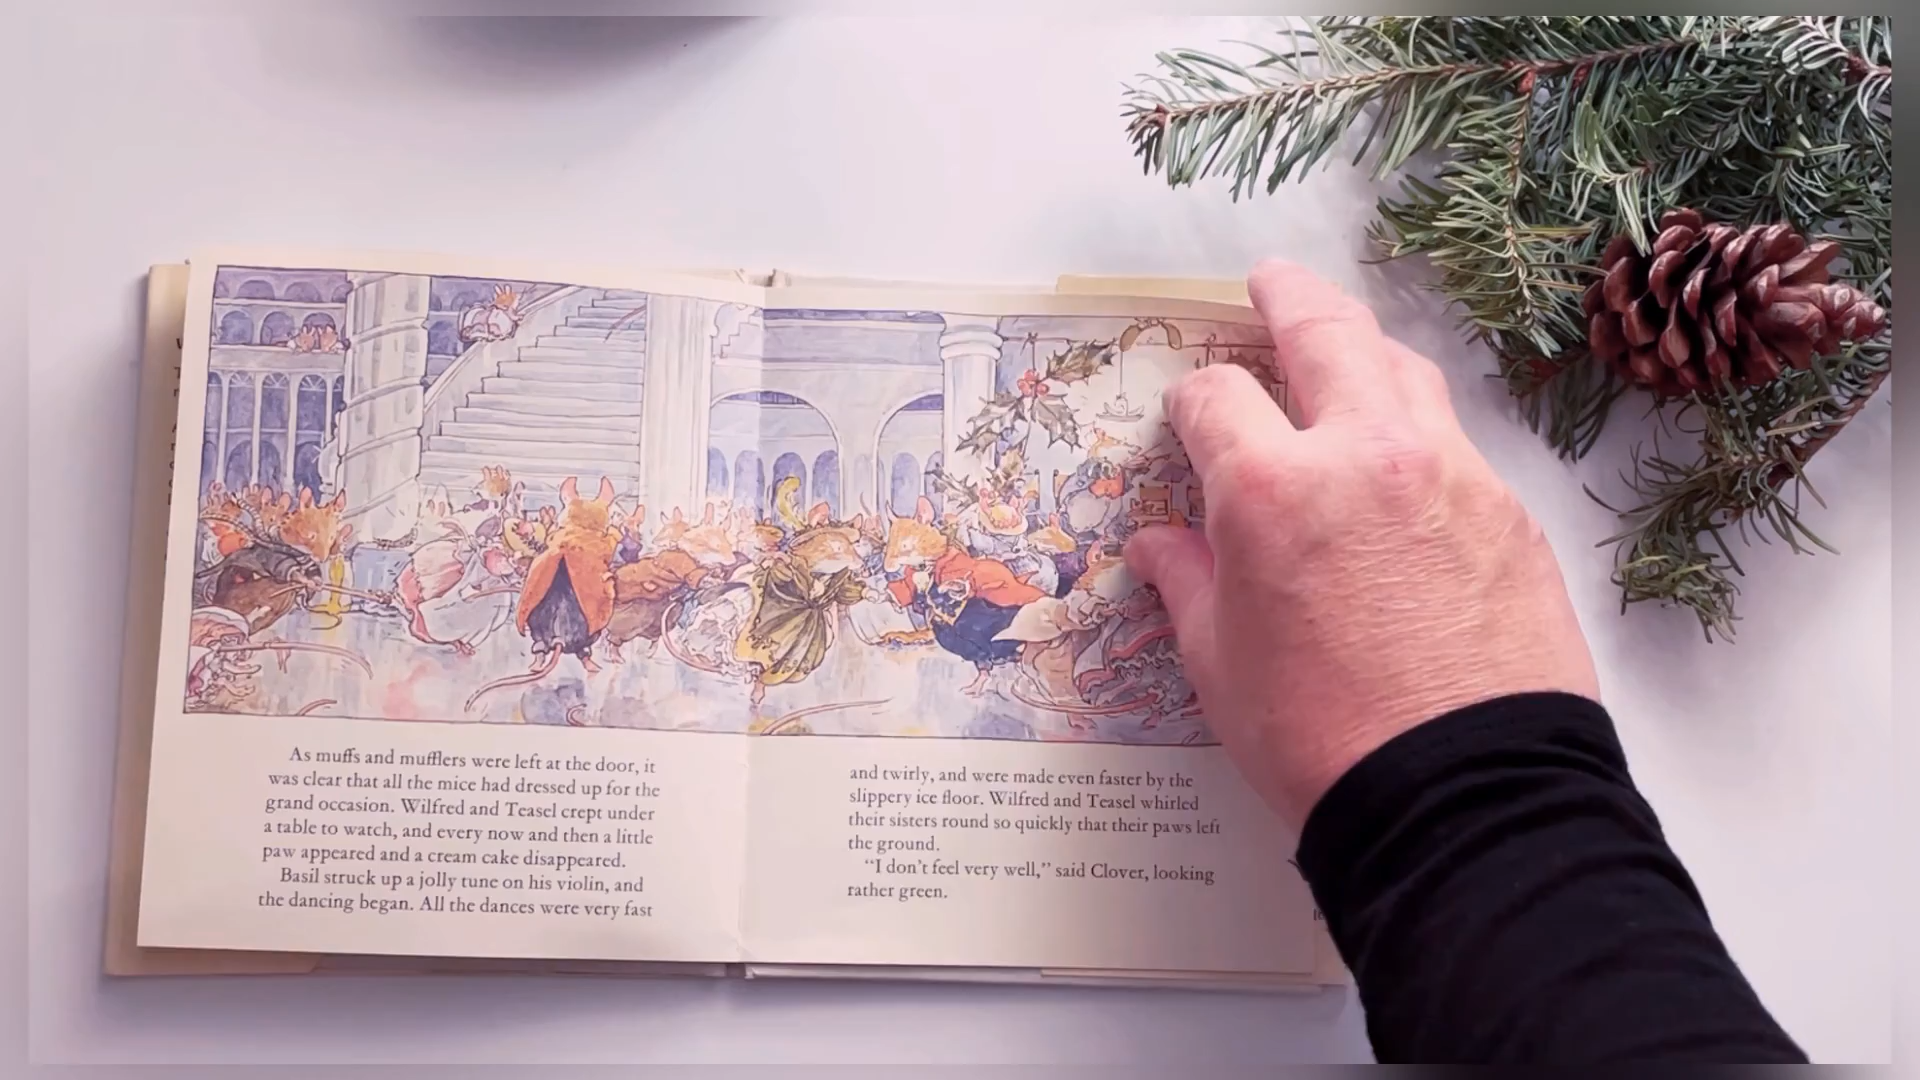 As muffs and mufflers were left at the door, it
was clear that all the mice had dressed up for the
grand occasion. Wilfred and Teasel crept under
a table to watch, and every now and then a little
paw appeared and a cream cake disappeared.
Basil struck up a jolly tune on his violin, and
the dancing began. All the dances were very fast
and twirly, and were made even faster by the
slippery ice floor. Wilfred and Teasel whirled
their sisters round so quickly that their paws left
the ground.
“I don’t feel very well,” said Clover, looking
rather green.